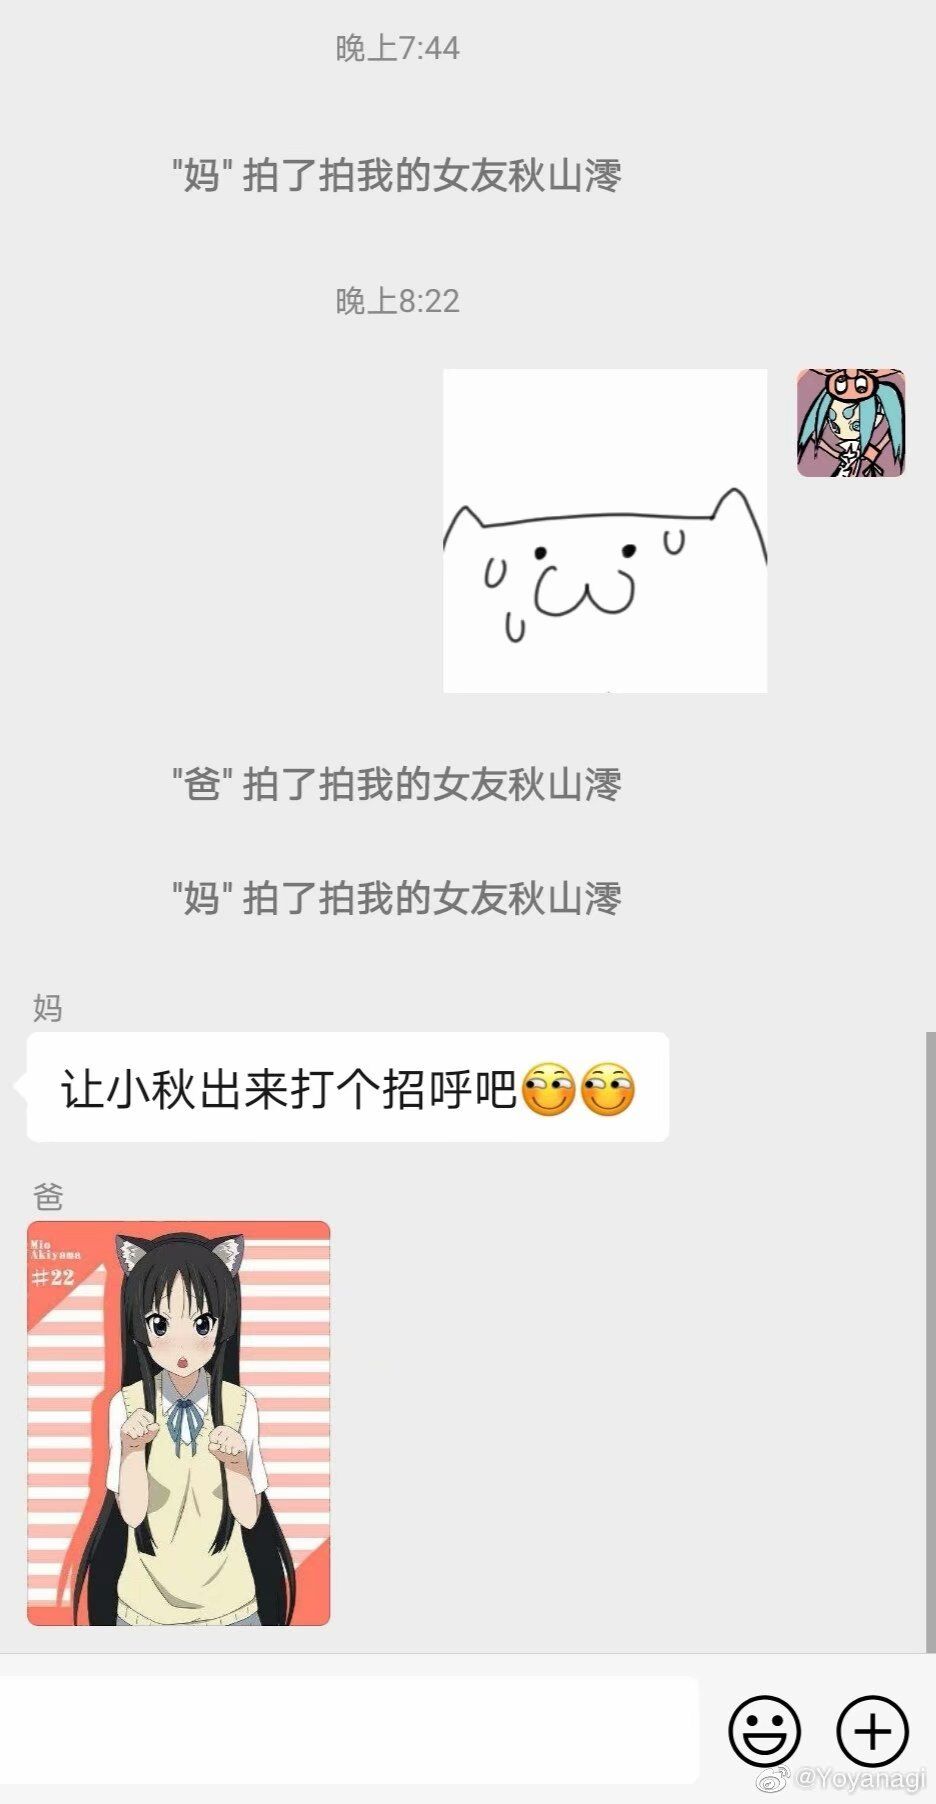 晚上7:44
"妈" 拍了拍我的女友秋山澪
晚上8:22
"爸" 拍了拍我的女友秋山澪
"妈" 拍了拍我的女友秋山澪
妈
让小秋出来打个招呼吧
爸
Mio
Akiyama
#22
@Yoyanagi